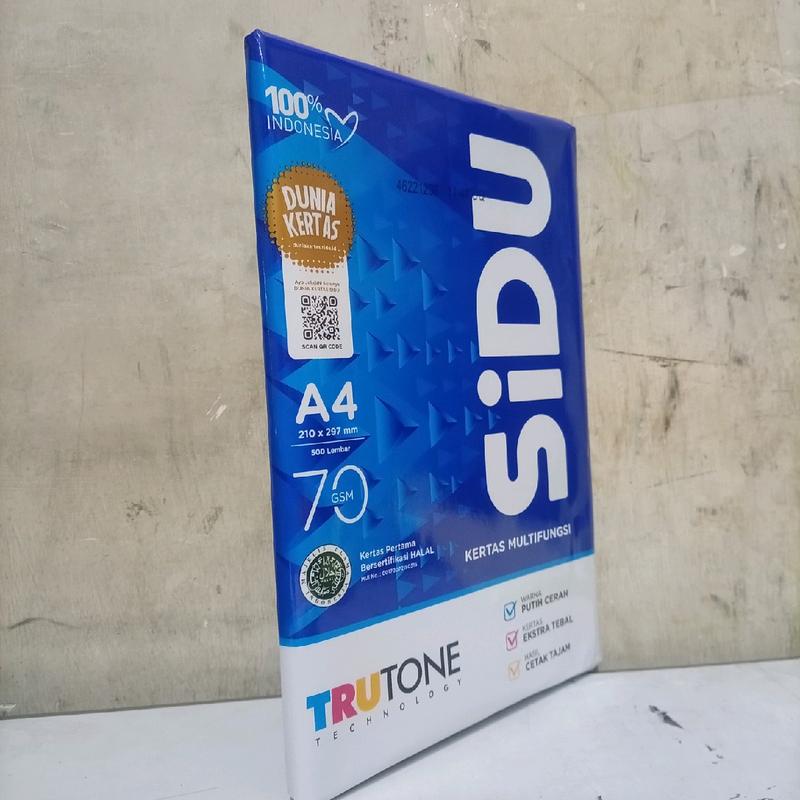 100%
INDONESIA
DUNIA
KERTAS
SCAN QR CODE
A4
210 x 297 mm
500 Lembar
70
GSM
Kertas Pertama
Bersertifikasi HALAL
SiDU
KERTAS MULTIFUNGSI
WARNA
PUTIH CERAH
KERTAS
EKSTRA TEBAL
HASIL
CETAK TAJAM
TRUTONE
TECHNOLOGY